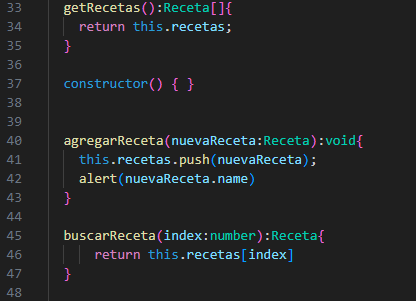 33 getRecetas():Receta[]{
34 return this.recetas;
35 }
36
37 constructor() { }
38
39
40 agregarReceta(nuevaReceta:Receta):void{
41 this.recetas.push(nuevaReceta);
42 alert(nuevaReceta.name)
43 }
44
45 buscarReceta(index:number):Receta{
46 return this.recetas[index]
47 }
48